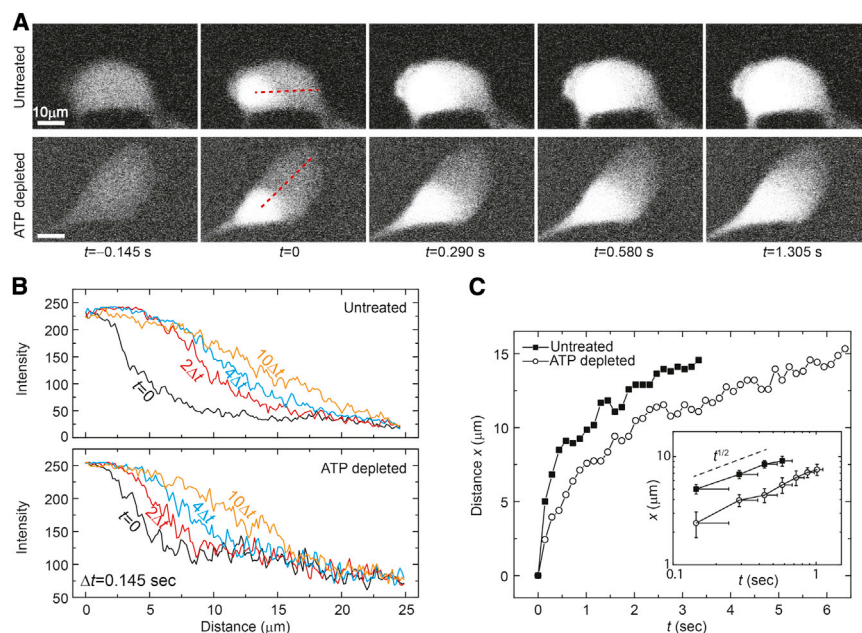 A
Untreated
10μm
ATP depleted
t=−0.145 s
t=0
t=0.290 s
t=0.580 s
t=1.305 s
B
Untreated
250
200
150
100
50
0
Intensity
t=0
2Δt
4Δt
10Δt
ATP depleted
250
200
150
100
50
Intensity
t=0
2Δt
4Δt
10Δt
Δt=0.145 sec
0 5 10 15 20 25
Distance (μm)
C
Untreated
ATP depleted
15
10
5
0
Distance x (μm)
0 1 2 3 4 5 6
t (sec)
t1/2
10
x (μm)
0.1 1
t (sec)